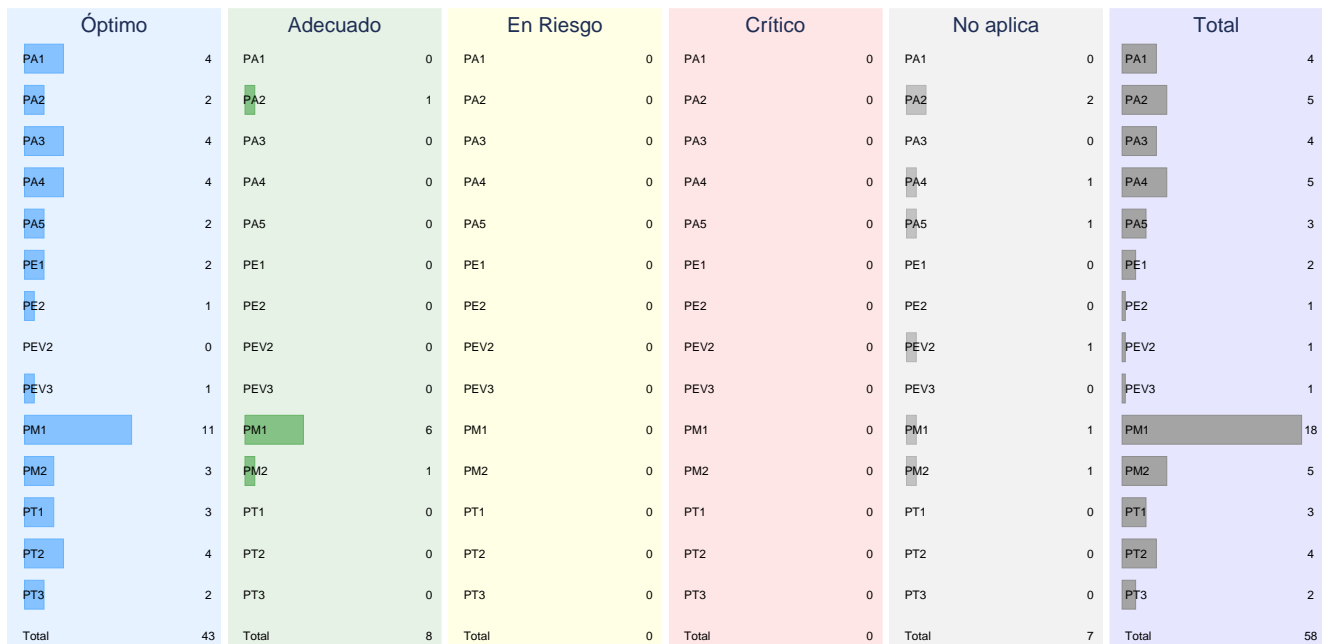 Óptimo Adecuado En Riesgo Crítico No aplica Total
PA1 4 PA1 0 PA1 0 PA1 0 PA1 0 PA1 4
PA2 2 PA2 1 PA2 0 PA2 0 PA2 2 PA2 5
PA3 4 PA3 0 PA3 0 PA3 0 PA3 0 PA3 4
PA4 4 PA4 0 PA4 0 PA4 0 PA4 1 PA4 5
PA5 2 PA5 0 PA5 0 PA5 0 PA5 1 PA5 3
PE1 2 PE1 0 PE1 0 PE1 0 PE1 0 PE1 2
PE2 1 PE2 0 PE2 0 PE2 0 PE2 0 PE2 1
PEV2 0 PEV2 0 PEV2 0 PEV2 0 PEV2 1 PEV2 1
PEV3 1 PEV3 0 PEV3 0 PEV3 0 PEV3 0 PEV3 1
PM1 11 PM1 6 PM1 0 PM1 0 PM1 1 PM1 18
PM2 3 PM2 1 PM2 0 PM2 0 PM2 1 PM2 5
PT1 3 PT1 0 PT1 0 PT1 0 PT1 0 PT1 3
PT2 4 PT2 0 PT2 0 PT2 0 PT2 0 PT2 4
PT3 2 PT3 0 PT3 0 PT3 0 PT3 0 PT3 2
Total 43 Total 8 Total 0 Total 0 Total 7 Total 58